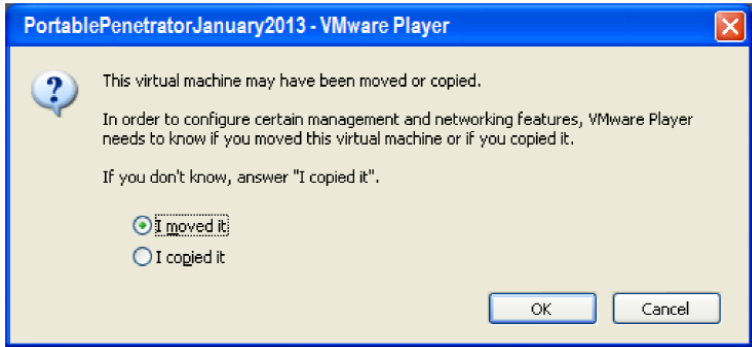 PortablePenetratorJanuary2013 - VMware Player
This virtual machine may have been moved or copied.
In order to configure certain management and networking features, VMware Player
needs to know if you moved this virtual machine or if you copied it.
If you don't know, answer "I copied it".
I moved it
I copied it
OK
Cancel